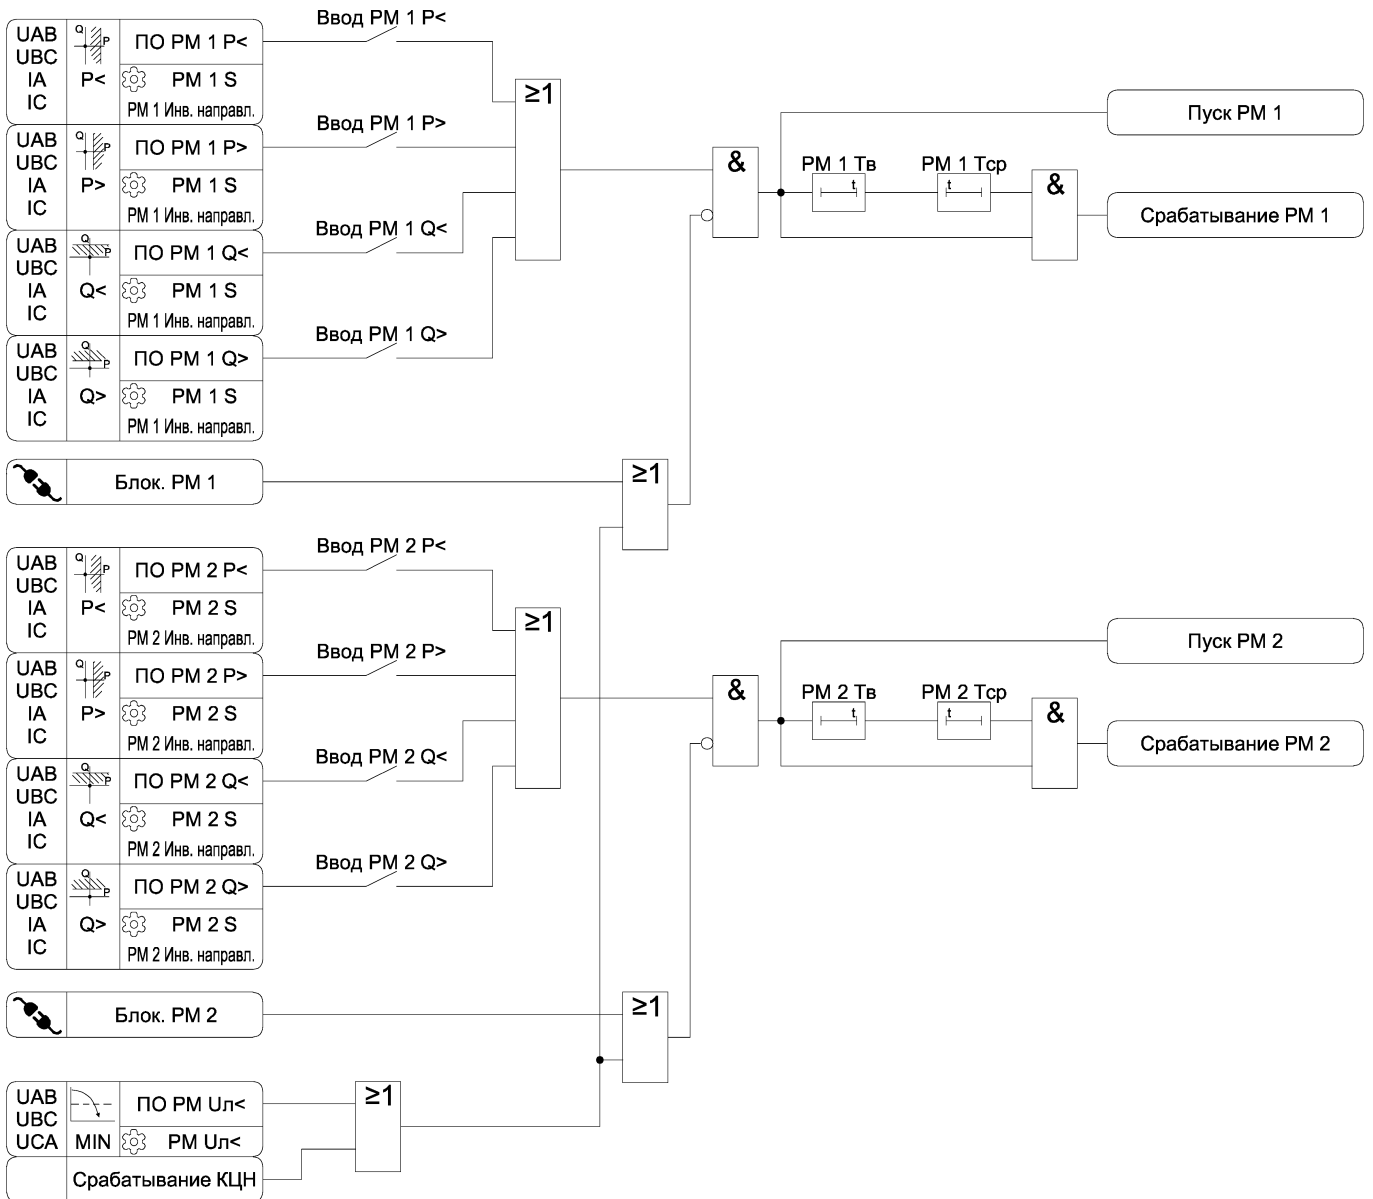 Ввод РМ 1 P<
UAB
UBC
IA
IC
Q
P
P<
ПО РМ 1 P<
РМ 1 S
РМ 1 Инв. направл.
Ввод РМ 1 P>
UAB
UBC
IA
IC
Q
P
P>
ПО РМ 1 P>
РМ 1 S
РМ 1 Инв. направл.
Ввод РМ 1 Q<
UAB
UBC
IA
IC
Q
P
Q<
ПО РМ 1 Q<
РМ 1 S
РМ 1 Инв. направл.
Ввод РМ 1 Q>
UAB
UBC
IA
IC
Q
P
Q>
ПО РМ 1 Q>
РМ 1 S
РМ 1 Инв. направл.
≥1
&
РМ 1 Тв
t
РМ 1 Тср
t
&
Пуск РМ 1
Срабатывание РМ 1
Блок. РМ 1
≥1
Ввод РМ 2 P<
UAB
UBC
IA
IC
Q
P
P<
ПО РМ 2 P<
РМ 2 S
РМ 2 Инв. направл.
Ввод РМ 2 P>
UAB
UBC
IA
IC
Q
P
P>
ПО РМ 2 P>
РМ 2 S
РМ 2 Инв. направл.
Ввод РМ 2 Q<
UAB
UBC
IA
IC
Q
P
Q<
ПО РМ 2 Q<
РМ 2 S
РМ 2 Инв. направл.
Ввод РМ 2 Q>
UAB
UBC
IA
IC
Q
P
Q>
ПО РМ 2 Q>
РМ 2 S
РМ 2 Инв. направл.
≥1
&
РМ 2 Тв
t
РМ 2 Тср
t
&
Пуск РМ 2
Срабатывание РМ 2
Блок. РМ 2
≥1
UAB
UBC
UCA
MIN
ПО РМ Uл<
РМ Uл<
Срабатывание КЦН
≥1